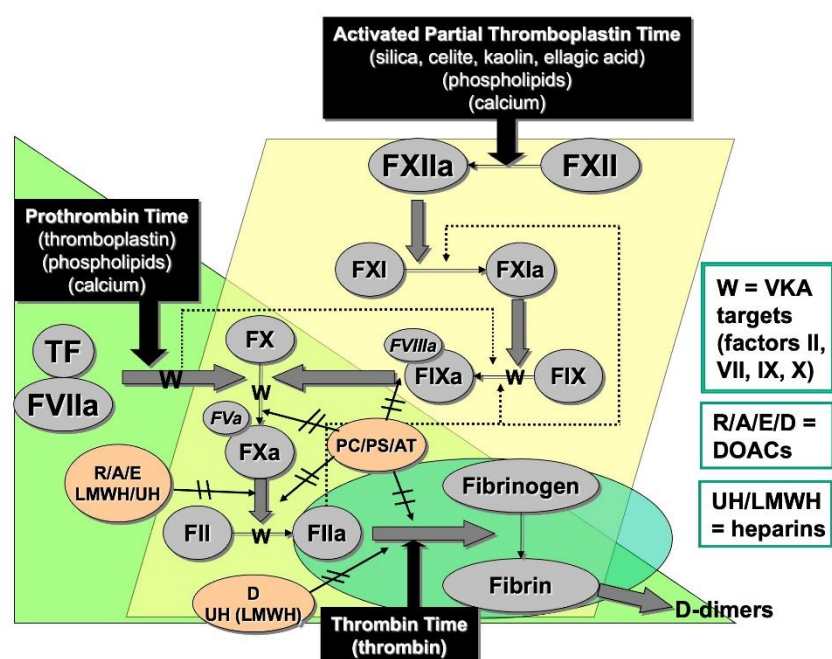 Activated Partial Thromboplastin Time
(silica, celite, kaolin, ellagic acid)
(phospholipids)
(calcium)
FXIIa
FXII
Prothrombin Time
(thromboplastin)
(phospholipids)
(calcium)
FXI
FXIa
W = VKA
targets
(factors II,
VII, IX, X)
TF
FVIIa
W
FX
W
FVIIIa
FIXa
W
FIX
FVa
FXa
PC/PS/AT
R/A/E/D =
DOACs
R/A/E
LMWH/UH
UH/LMWH
= heparins
FII
W
FIIa
Fibrinogen
Fibrin
D
UH (LMWH)
Thrombin Time
(thrombin)
D-dimers